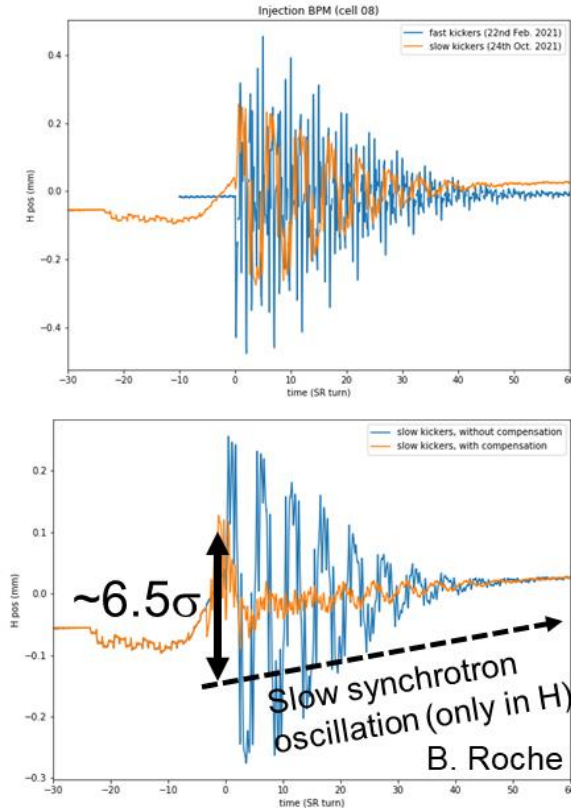 Injection BPM (cell 08)
fast kickers (22nd Feb. 2021)
slow kickers (24th Oct. 2021)
H pos (mm)
0.4
0.2
0.0
−0.2
−0.4
−30 −20 −10 0 10 20 30 40 50 60
time (SR turn)
slow kickers, without compensation
slow kickers, with compensation
H pos (mm)
0.2
0.1
0.0
−0.1
−0.2
−0.3
~6.5σ
Slow synchrotron
oscillation (only in H)
B. Roche
−30 −20 −10 0 10 20 30 40 50 60
time (SR turn)